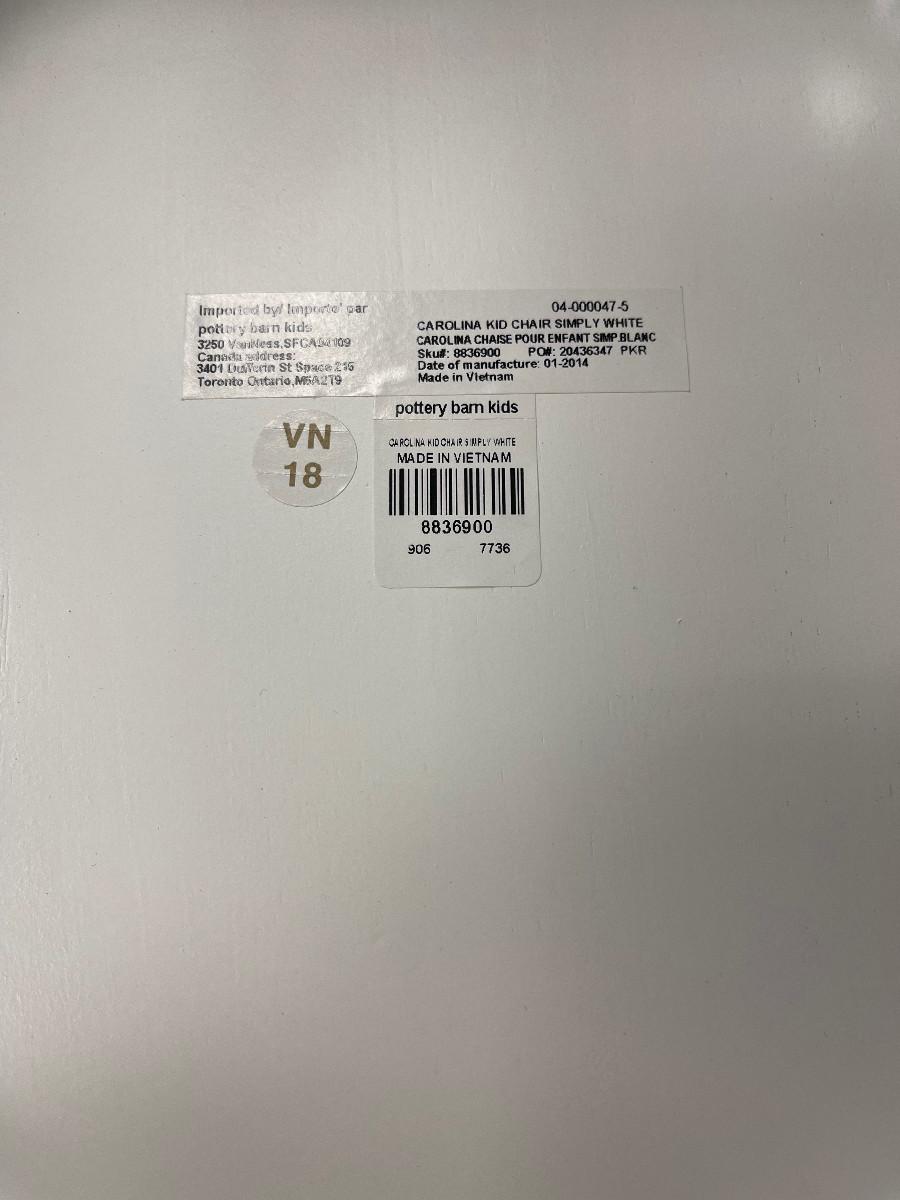 Imported by/ Importe' par
pottery barn kids
3250 VanNess,SFCA94109
Canada address:
3401 Dufferin St Space 215
Toronto Ontario,M6A2T9
04-000047-5
CAROLINA KID CHAIR SIMPLY WHITE
CAROLINA CHAISE POUR ENFANT SIMP.BLANC
Sku#: 8836900 PO#: 20436347 PKR
Date of manufacture: 01-2014
Made in Vietnam
pottery barn kids
CAROLINA KID CHAIR SIMPLY WHITE
MADE IN VIETNAM
8836900
906 7736
VN
18